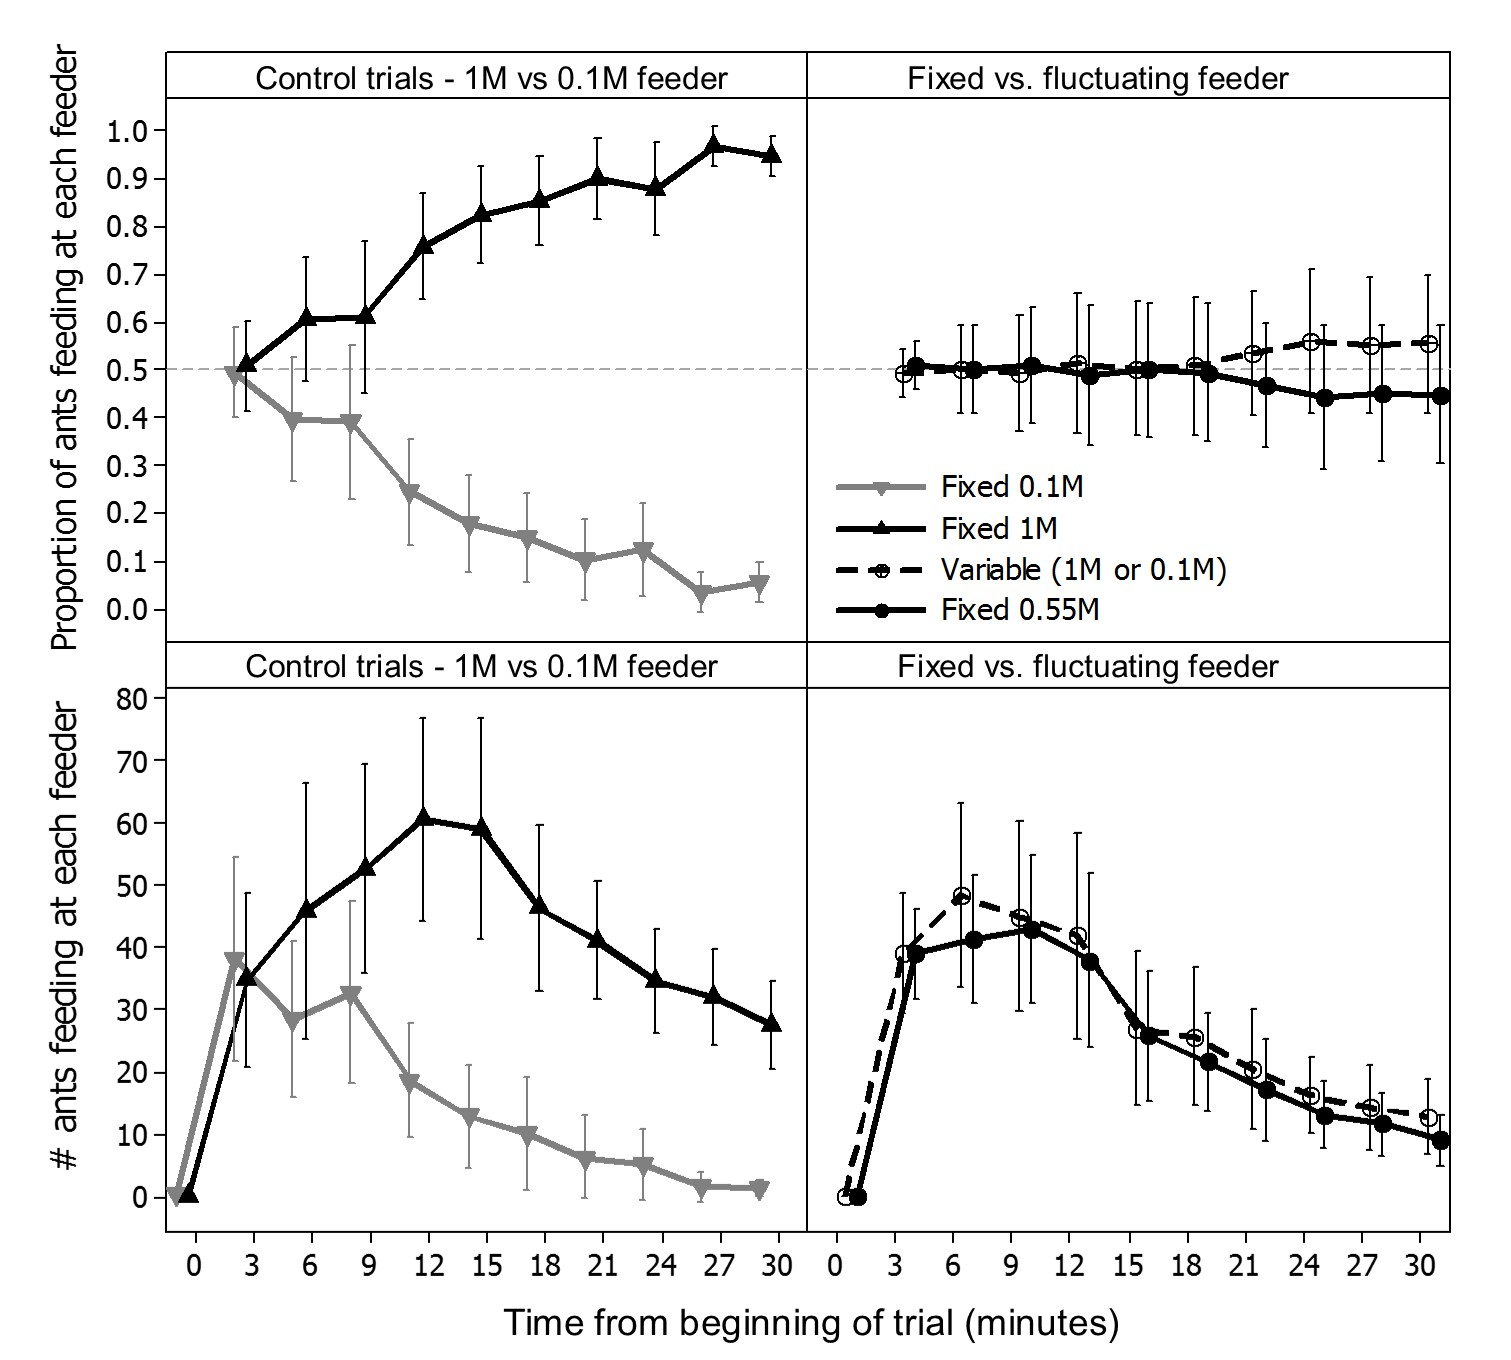 Control trials - 1M vs 0.1M feeder
Fixed vs. fluctuating feeder
Proportion of ants feeding at each feeder
1.0
0.9
0.8
0.7
0.6
0.5
0.4
0.3
0.2
0.1
0.0
Fixed 0.1M
Fixed 1M
Variable (1M or 0.1M)
Fixed 0.55M
Control trials - 1M vs 0.1M feeder
Fixed vs. fluctuating feeder
# ants feeding at each feeder
80
70
60
50
40
30
20
10
0
0 3 6 9 12 15 18 21 24 27 30
0 3 6 9 12 15 18 21 24 27 30
Time from beginning of trial (minutes)